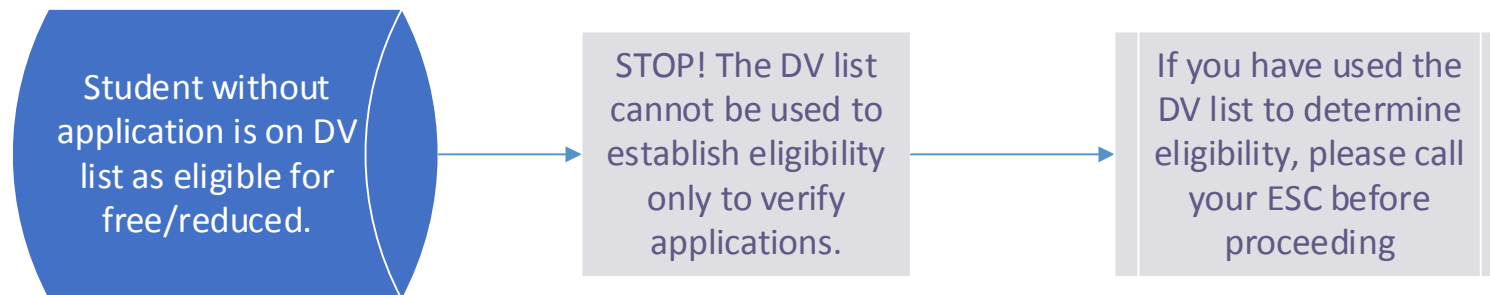 Student without
application is on DV
list as eligible for
free/reduced.
STOP! The DV list
cannot be used to
establish eligibility
only to verify
applications.
If you have used the
DV list to determine
eligibility, please call
your ESC before
proceeding